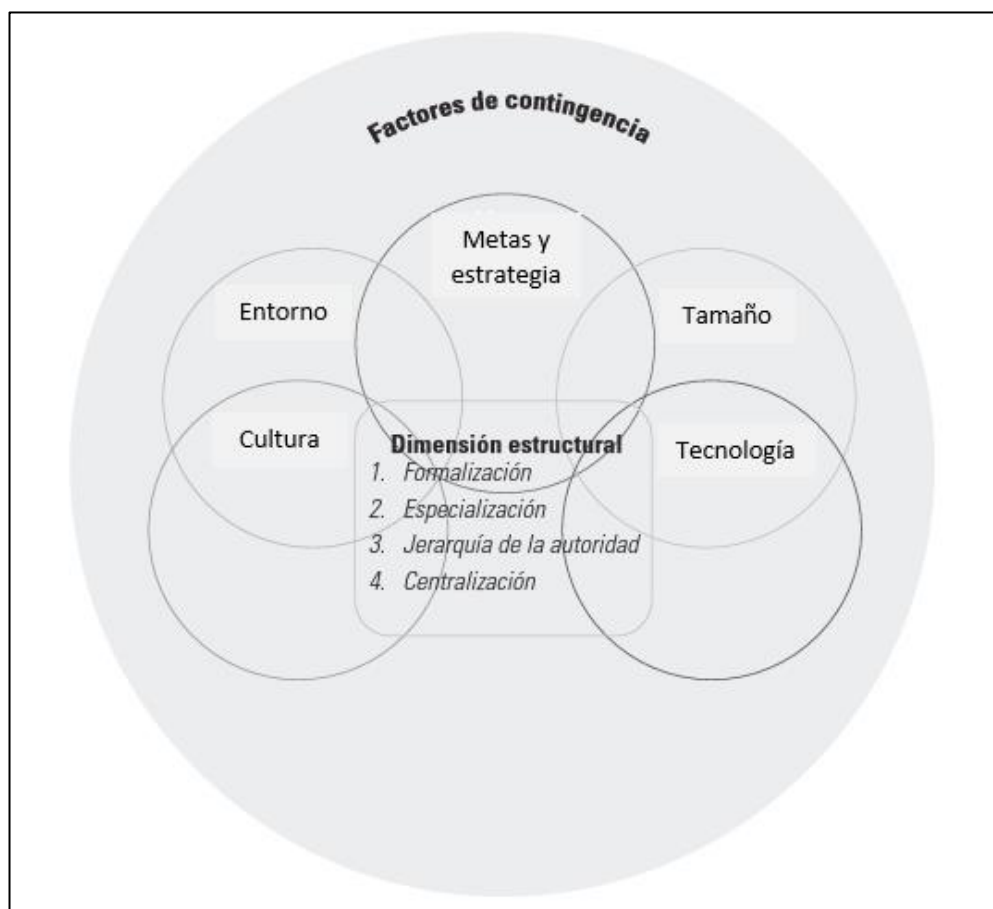 Factores de contingencia
Metas y
estrategia
Entorno
Tamaño
Cultura
Tecnología
Dimensión estructural
1. Formalización
2. Especialización
3. Jerarquía de la autoridad
4. Centralización